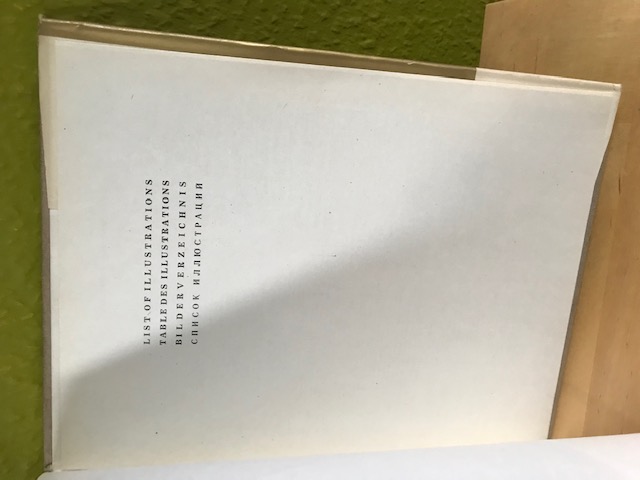 LIST OF ILLUSTRATIONS
TABLE DES ILLUSTRATIONS
BILDERVERZEICHNIS
СПИСОК ИЛЛЮСТРАЦИЙ